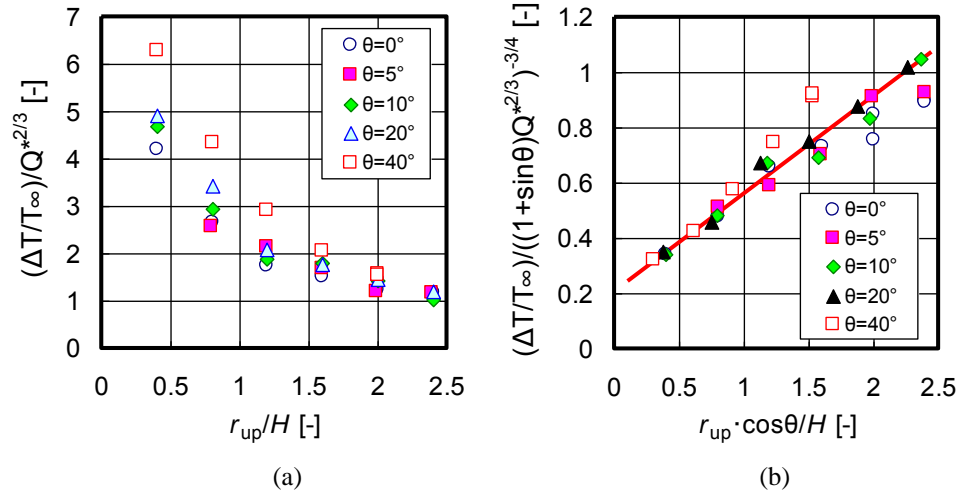 (ΔT/T∞)/Q*^2/3 [-]
7
6
5
4
3
2
1
0
θ=0°
θ=5°
θ=10°
θ=20°
θ=40°
0 0.5 1 1.5 2 2.5
r_up/H [-]
(a)
(ΔT/T∞)/((1+sinθ)Q*^2/3)^-3/4 [-]
1.2
1
0.8
0.6
0.4
0.2
0
θ=0°
θ=5°
θ=10°
θ=20°
θ=40°
0 0.5 1 1.5 2 2.5
r_up·cosθ/H [-]
(b)